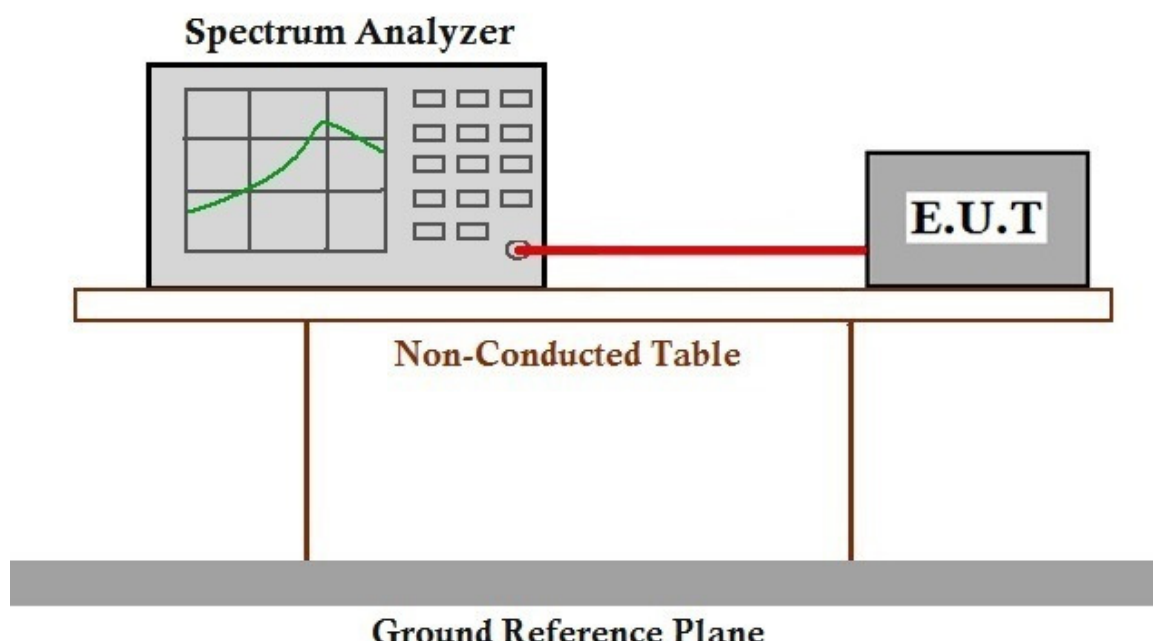 Spectrum Analyzer
E.U.T
Non-Conducted Table
Ground Reference Plane